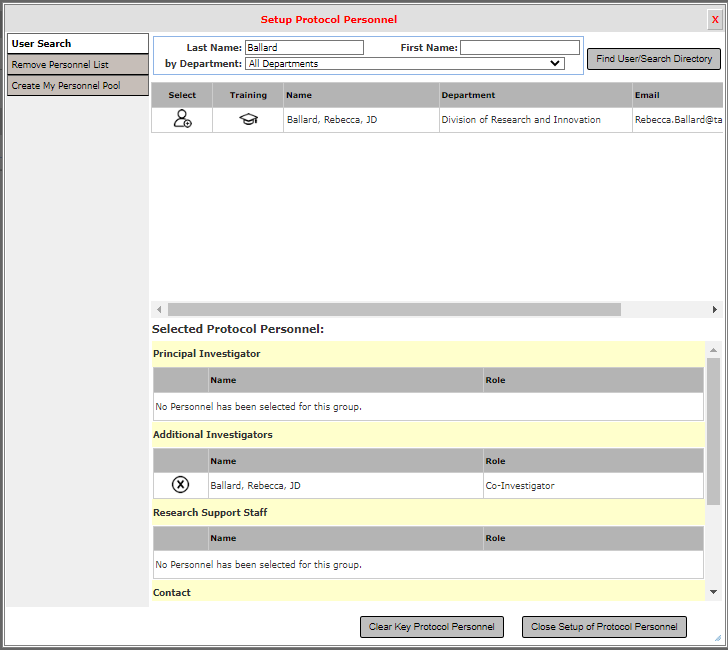 Setup Protocol Personnel
X
User Search
Remove Personnel List
Create My Personnel Pool
Last Name: Ballard First Name:
by Department: All Departments
Find User/Search Directory
Select Training Name Department Email
Ballard, Rebecca, JD Division of Research and Innovation Rebecca.Ballard@ta
Selected Protocol Personnel:
Principal Investigator
Name Role
No Personnel has been selected for this group.
Additional Investigators
Name Role
Ballard, Rebecca, JD Co-Investigator
Research Support Staff
Name Role
No Personnel has been selected for this group.
Contact
Clear Key Protocol Personnel Close Setup of Protocol Personnel